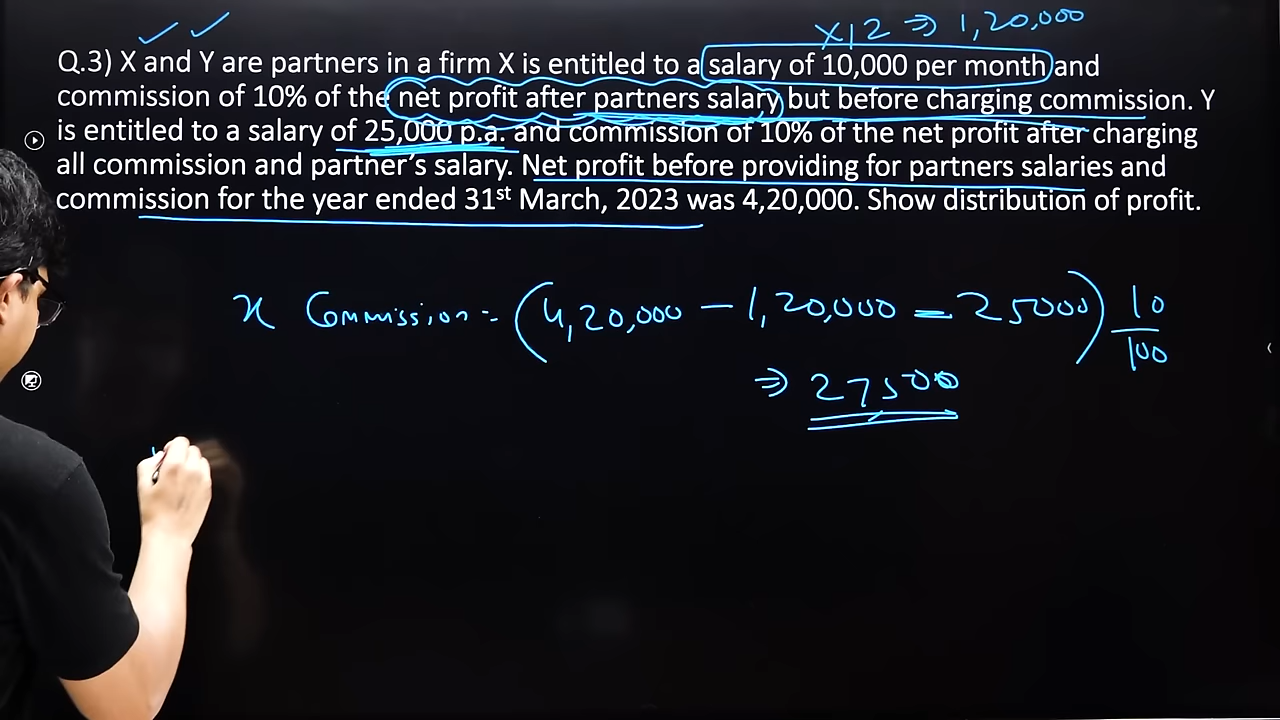 x12 ⇒ 1,20,000
Q.3) X and Y are partners in a firm X is entitled to a salary of 10,000 per month and
commission of 10% of the net profit after partners salary but before charging commission. Y
is entitled to a salary of 25,000 p.a. and commission of 10% of the net profit after charging
all commission and partner’s salary. Net profit before providing for partners salaries and
commission for the year ended 31st March, 2023 was 4,20,000. Show distribution of profit.
x Commission = (4,20,000 - 1,20,000 - 25000) 10/100
⇒ 27500